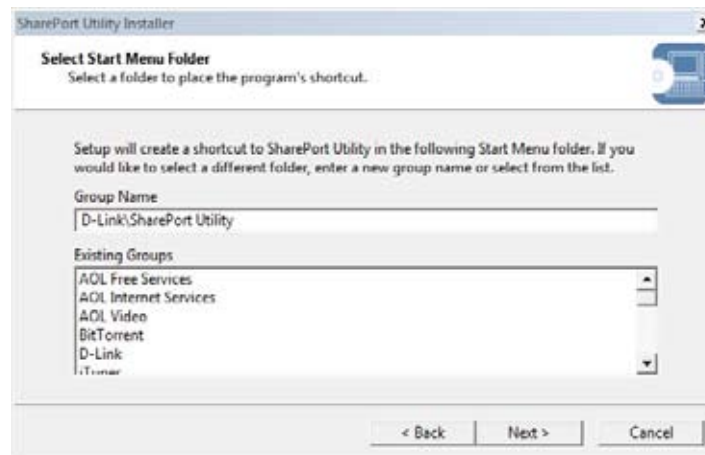 SharePort Utility Installer
Select Start Menu Folder
Select a folder to place the program's shortcut.
Setup will create a shortcut to SharePort Utility in the following Start Menu folder. If you
would like to select a different folder, enter a new group name or select from the list.
Group Name
D-Link\SharePort Utility
Existing Groups
AOL Free Services
AOL Internet Services
AOL Video
BitTorrent
D-Link
iTunes
< Back
Next >
Cancel